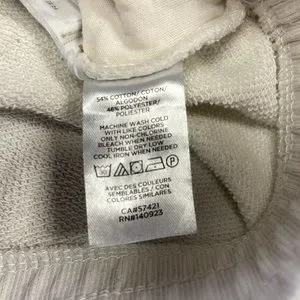 54% COTTON/COTON/
ALGODON
46% POLYESTER/
POLIESTER
MACHINE WASH COLD
WITH LIKE COLORS
ONLY NON-CHLORINE
BLEACH WHEN NEEDED
TUMBLE DRY LOW
COOL IRON WHEN NEEDED
AVEC DES COULEURS
SEMBLABLES / CON
COLORES SIMILARES
CA#57421
RN#140923